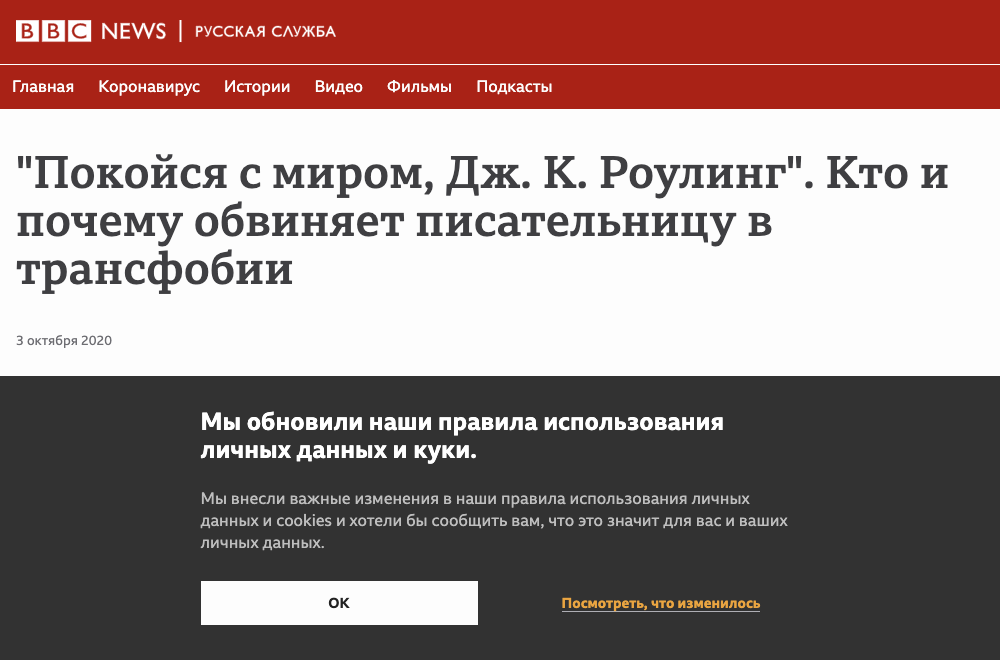 BBC NEWS | РУССКАЯ СЛУЖБА
Главная Коронавирус Истории Видео Фильмы Подкасты
"Покойся с миром, Дж. К. Роулинг". Кто и
почему обвиняет писательницу в
трансфобии
3 октября 2020
Мы обновили наши правила использования
личных данных и куки.
Мы внесли важные изменения в наши правила использования личных
данных и cookies и хотели бы сообщить вам, что это значит для вас и ваших
личных данных.
OK Посмотреть, что изменилось